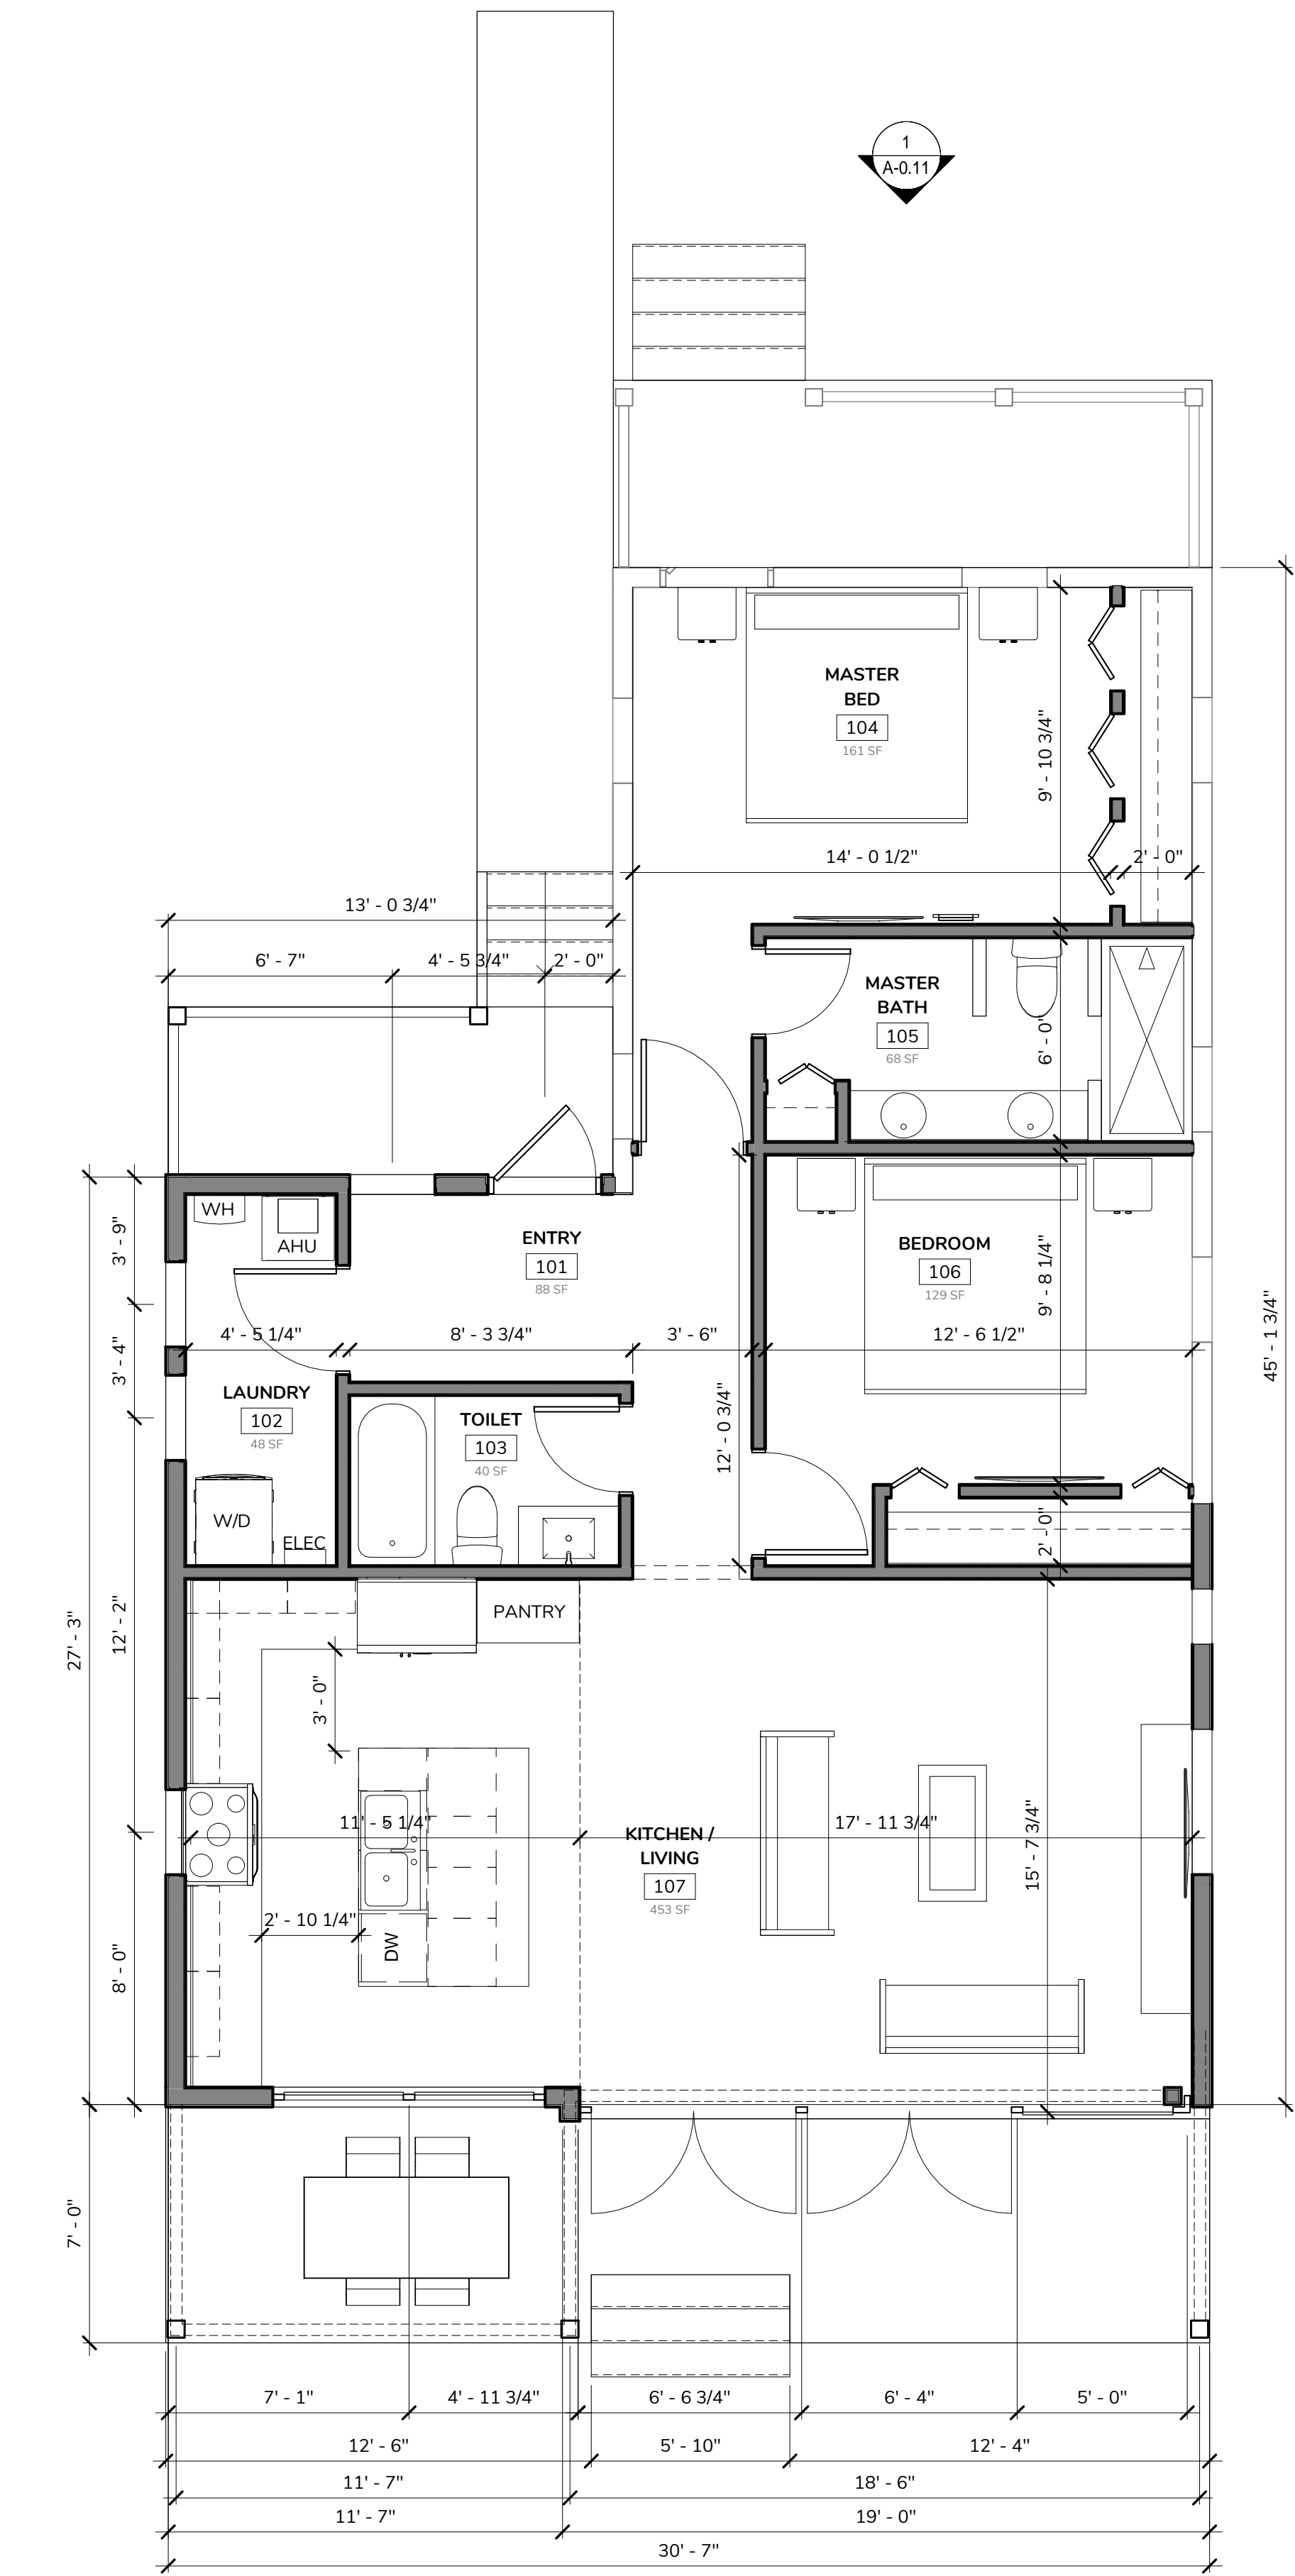 1
A-0.11
MASTER
BED
104
161 SF
9' - 10 3/4"
14' - 0 1/2"
2' - 0"
13' - 0 3/4"
6' - 7"
4' - 5 3/4"
2' - 0"
MASTER
BATH
105
68 SF
6' - 0"
WH
AHU
3' - 9"
ENTRY
101
88 SF
BEDROOM
106
129 SF
9' - 8 1/4"
45' - 1 3/4"
4' - 5 1/4"
8' - 3 3/4"
3' - 6"
12' - 6 1/2"
3' - 4"
LAUNDRY
102
48 SF
TOILET
103
40 SF
12' - 0 3/4"
W/D
ELEC
2' - 0"
PANTRY
12' - 2"
27' - 3"
3' - 0"
11' - 5 1/4"
KITCHEN /
LIVING
107
453 SF
17' - 11 3/4"
15' - 7 3/4"
2' - 10 1/4"
DW
8' - 0"
7' - 0"
7' - 1"
4' - 11 3/4"
6' - 6 3/4"
6' - 4"
5' - 0"
12' - 6"
5' - 10"
12' - 4"
11' - 7"
18' - 6"
11' - 7"
19' - 0"
30' - 7"